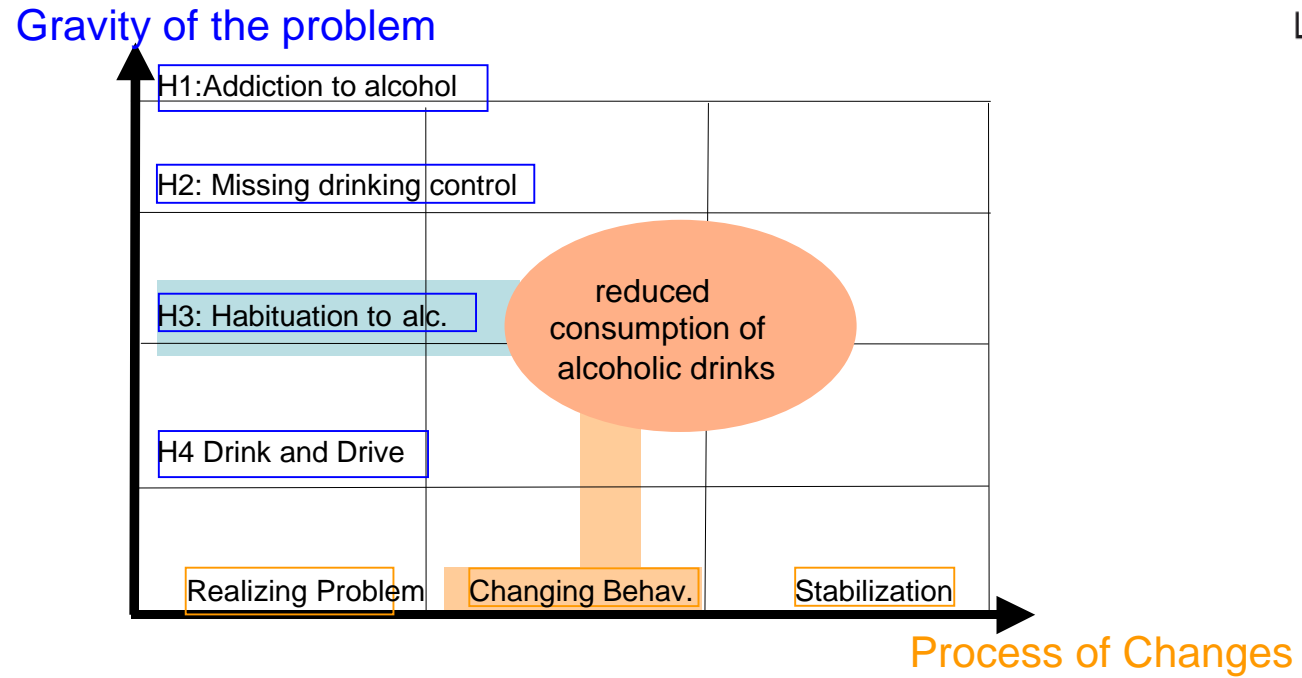 Gravity of the problem
L
H1:Addiction to alcohol
H2: Missing drinking control
H3: Habituation to alc.
reduced
consumption of
alcoholic drinks
H4 Drink and Drive
Realizing Problem
Changing Behav.
Stabilization
Process of Changes